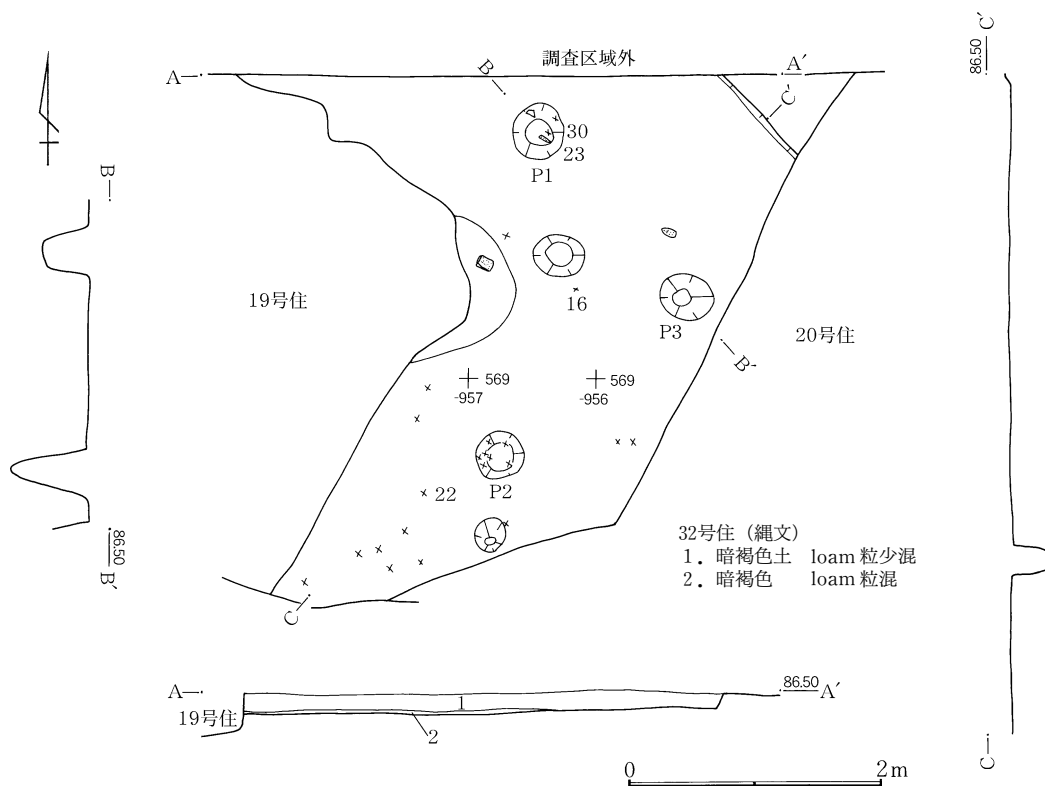 調査区域外
A
B
A′
C′
C′
86.50
30
23
P1
B
19号住
16
P3
20号住
B′
569
-957
569
-956
P2
22
86.50
B′
C
32号住（縄文）
1．暗褐色土　loam 粒少混
2．暗褐色　loam 粒混
A
86.50
A′
19号住
1
2
C
0
2m